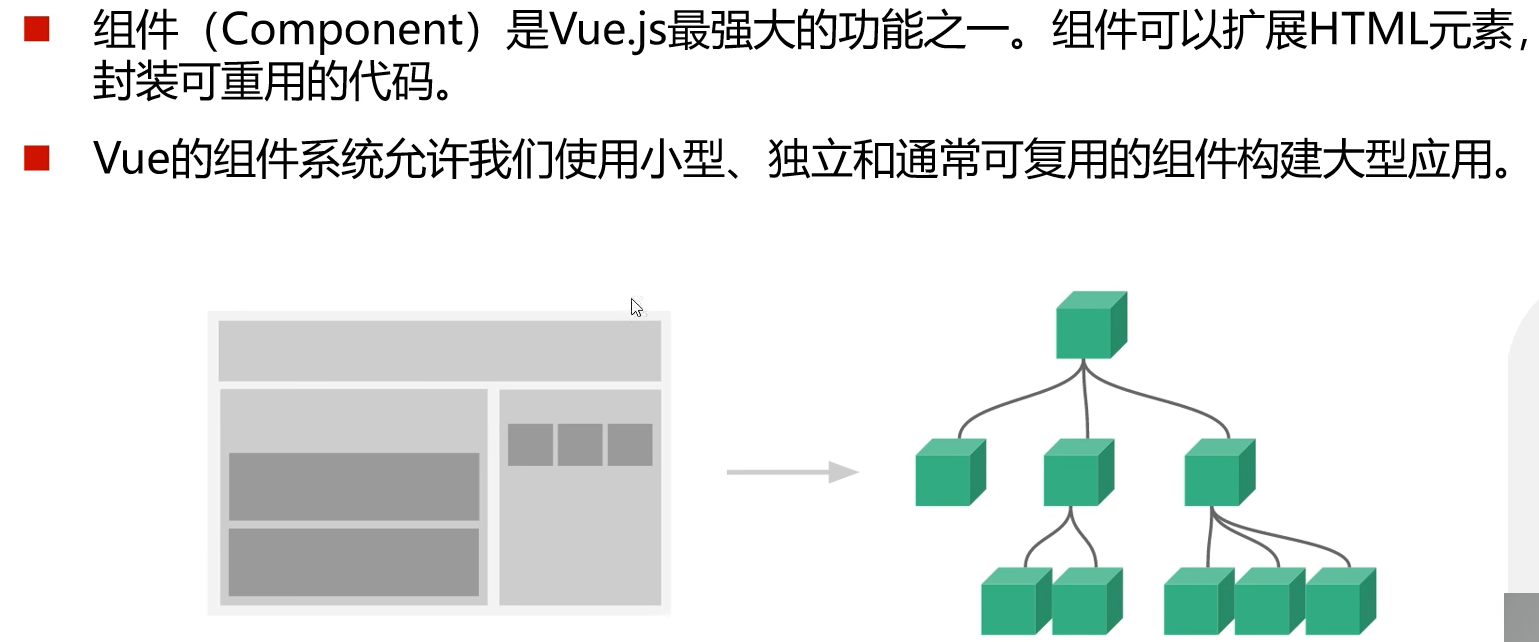 组件（Component）是Vue.js最强大的功能之一。组件可以扩展HTML元素，
封装可重用的代码。
Vue的组件系统允许我们使用小型、独立和通常可复用的组件构建大型应用。